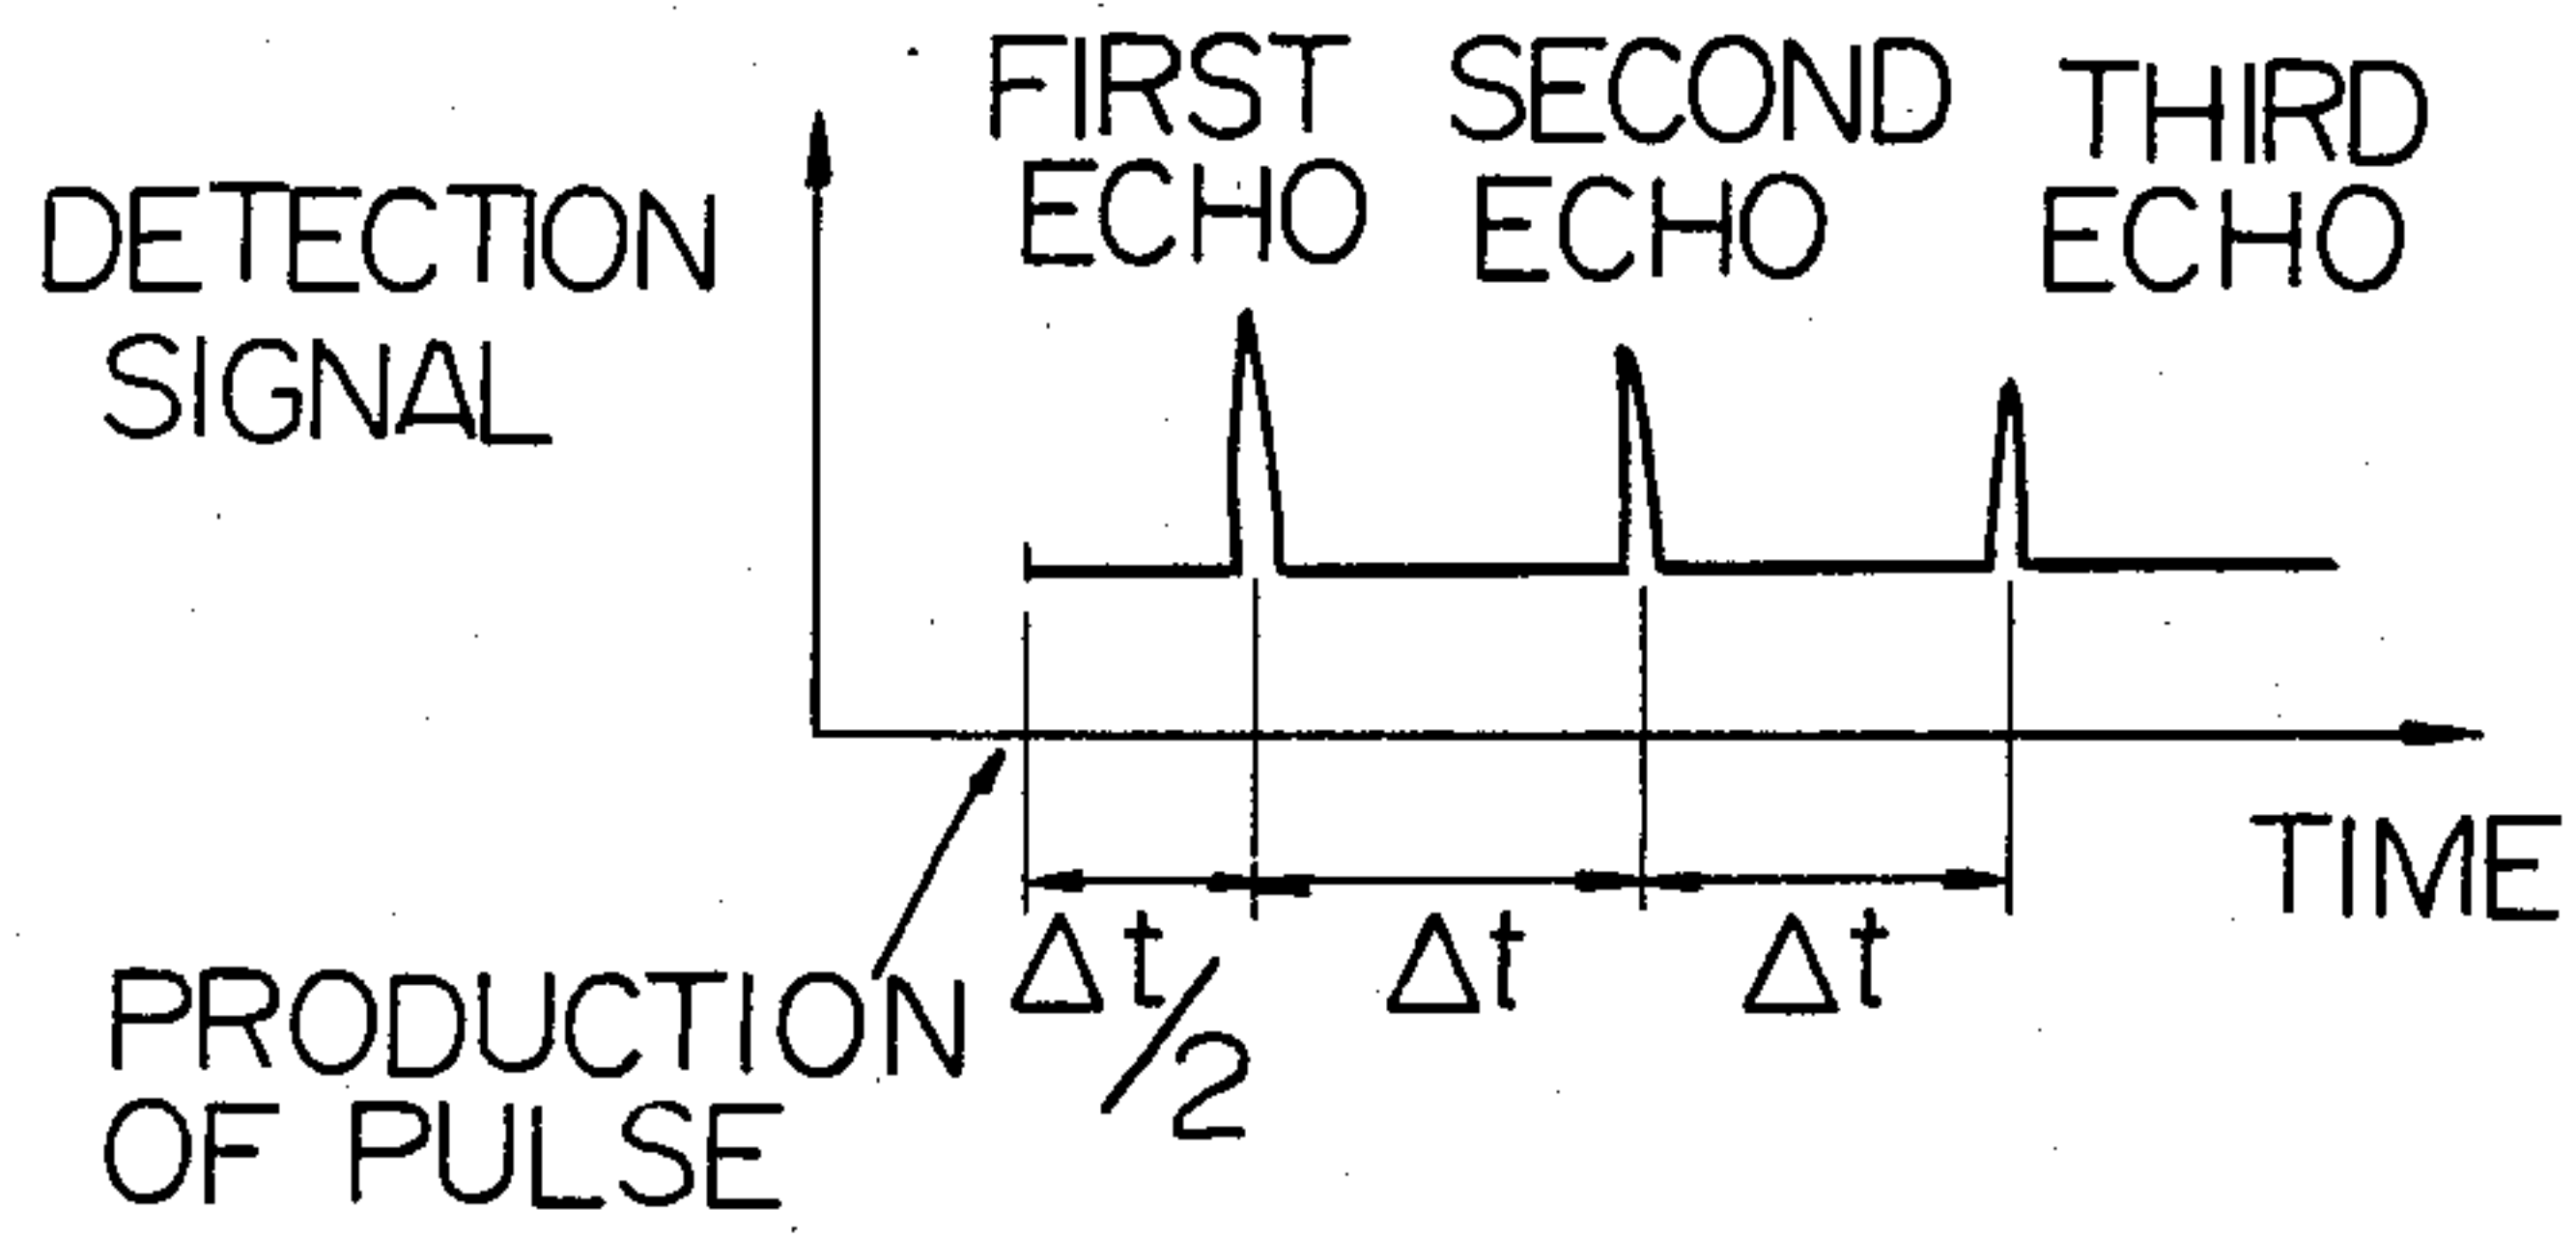 DETECTION
SIGNAL
FIRST
ECHO
SECOND
ECHO
THIRD
ECHO
TIME
PRODUCTION
OF PULSE
Δt/2
Δt
Δt